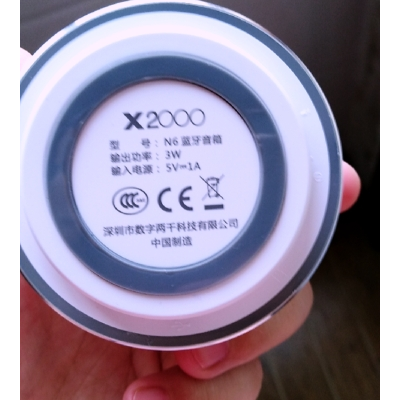 X2000
型 号： N6 蓝牙音箱
输出功率： 3W
输入电源： 5V=1A
CCC CE
深圳市数字两千科技有限公司
中国制造